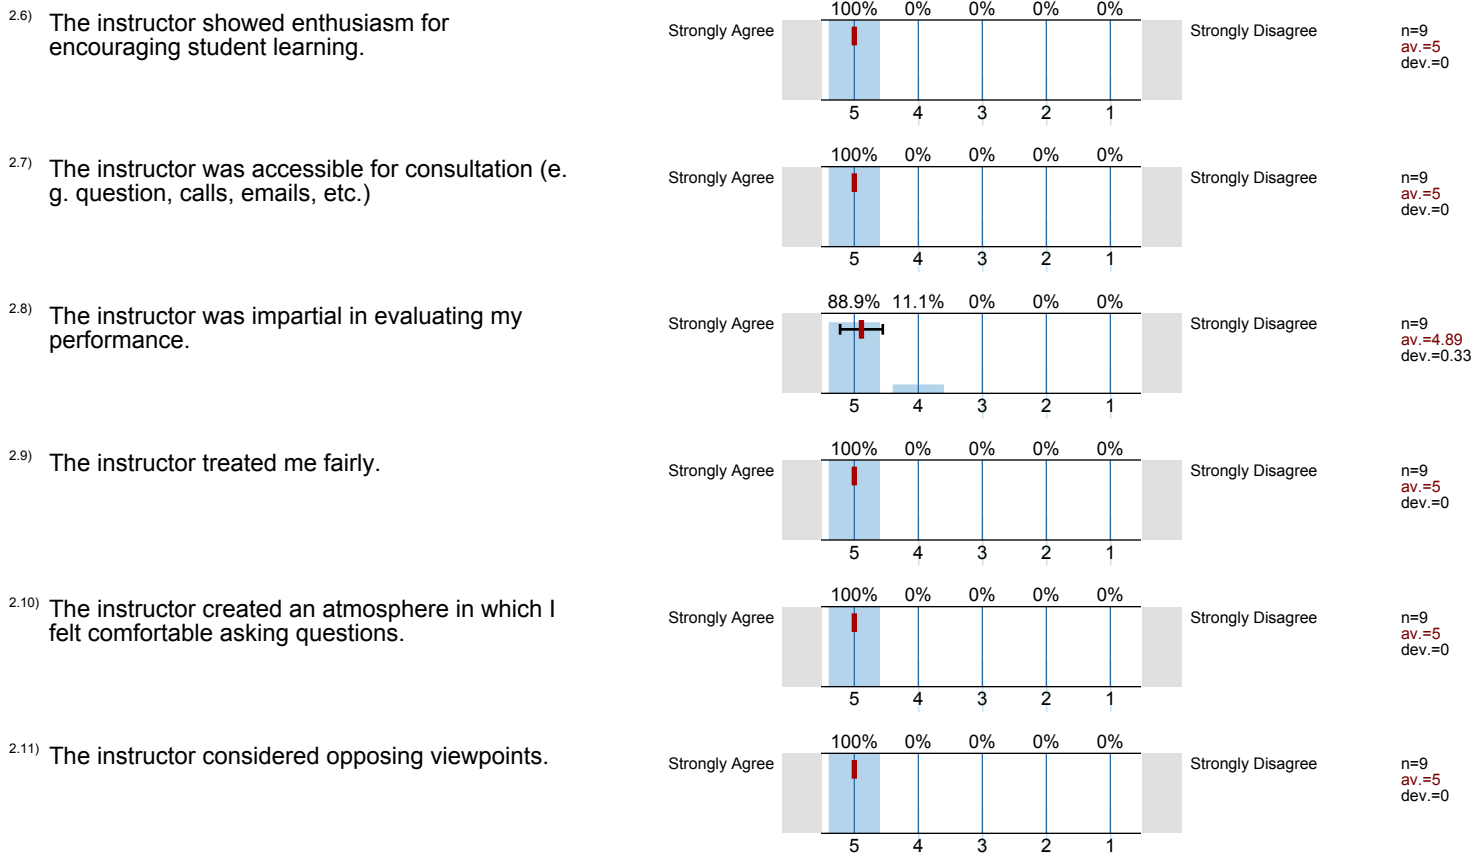 2.6) The instructor showed enthusiasm for
encouraging student learning.
Strongly Agree
100% 0% 0% 0% 0%
5 4 3 2 1
Strongly Disagree
n=9
av.=5
dev.=0
2.7) The instructor was accessible for consultation (e.
g. question, calls, emails, etc.)
Strongly Agree
100% 0% 0% 0% 0%
5 4 3 2 1
Strongly Disagree
n=9
av.=5
dev.=0
2.8) The instructor was impartial in evaluating my
performance.
Strongly Agree
88.9% 11.1% 0% 0% 0%
5 4 3 2 1
Strongly Disagree
n=9
av.=4.89
dev.=0.33
2.9) The instructor treated me fairly.
Strongly Agree
100% 0% 0% 0% 0%
5 4 3 2 1
Strongly Disagree
n=9
av.=5
dev.=0
2.10) The instructor created an atmosphere in which I
felt comfortable asking questions.
Strongly Agree
100% 0% 0% 0% 0%
5 4 3 2 1
Strongly Disagree
n=9
av.=5
dev.=0
2.11) The instructor considered opposing viewpoints.
Strongly Agree
100% 0% 0% 0% 0%
5 4 3 2 1
Strongly Disagree
n=9
av.=5
dev.=0